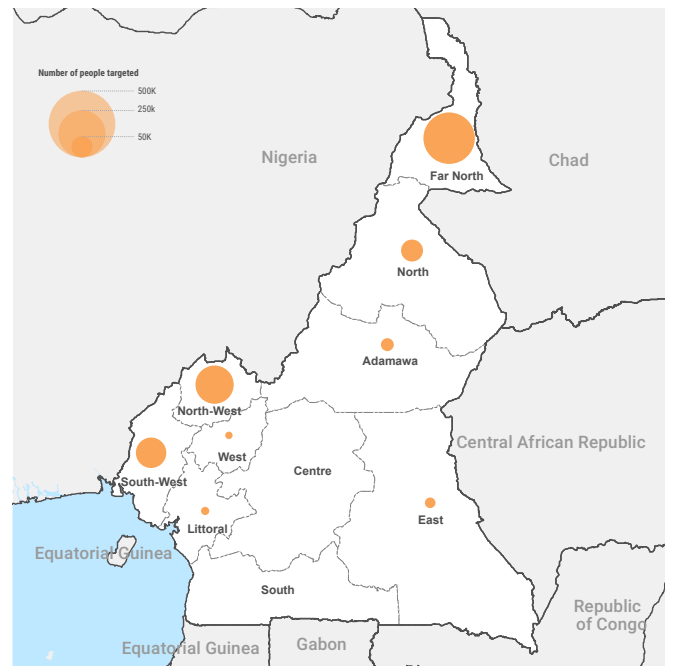 Number of people targeted
500K
250k
50K
Nigeria
Chad
Far North
North
Adamawa
North-West
West
Central African Republic
Centre
South-West
East
Littoral
Equatorial Guinea
South
Republic
of Congo
Equatorial Guinea
Gabon